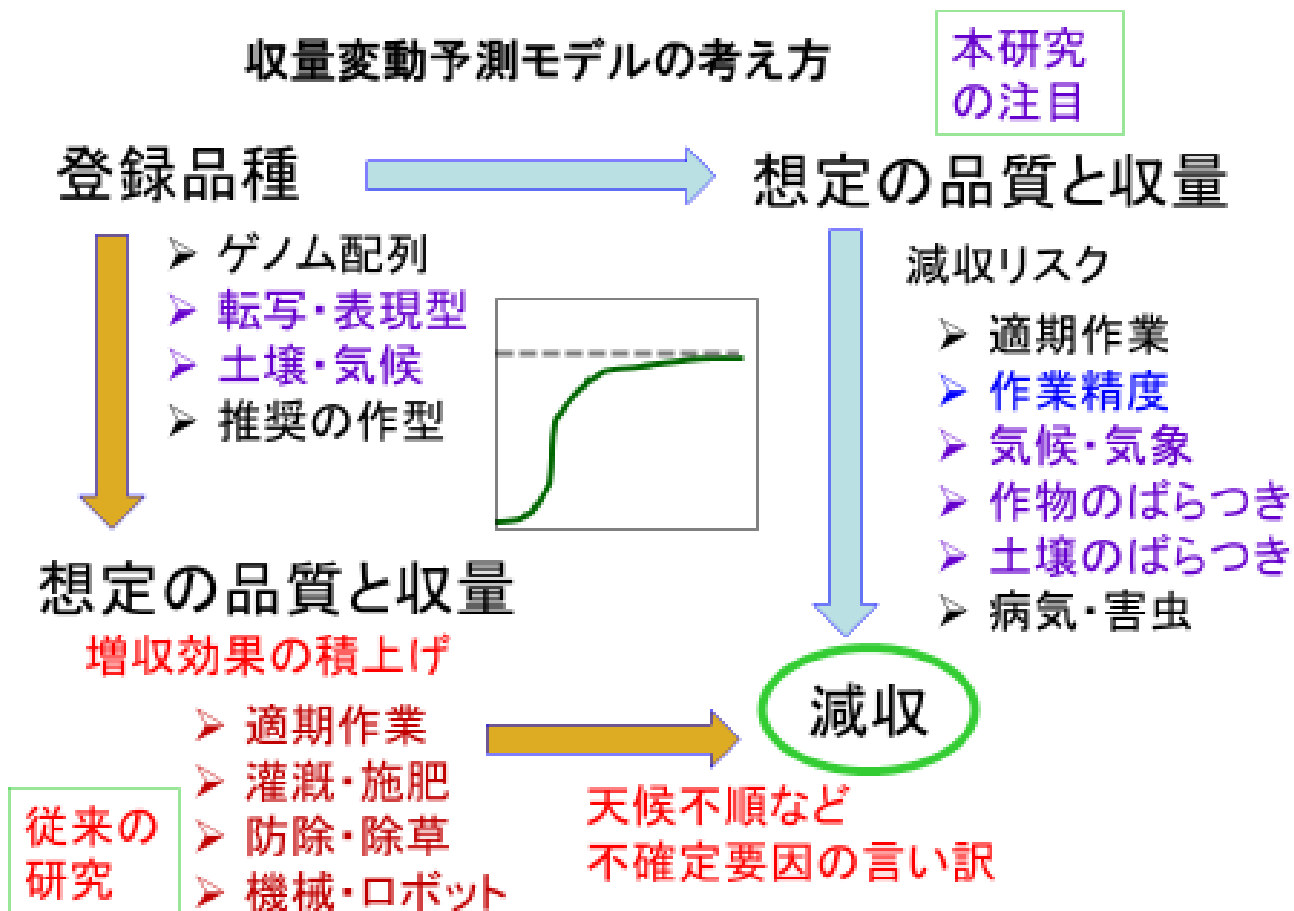 収量変動予測モデルの考え方
本研究
の注目
登録品種
想定の品質と収量
➢ ゲノム配列
➢ 転写・表現型
➢ 土壌・気候
➢ 推奨の作型
減収リスク
➢ 適期作業
➢ 作業精度
➢ 気候・気象
➢ 作物のばらつき
➢ 土壌のばらつき
➢ 病気・害虫
想定の品質と収量
増収効果の積上げ
➢ 適期作業
➢ 灌漑・施肥
➢ 防除・除草
➢ 機械・ロボット
従来の
研究
減収
天候不順など
不確定要因の言い訳